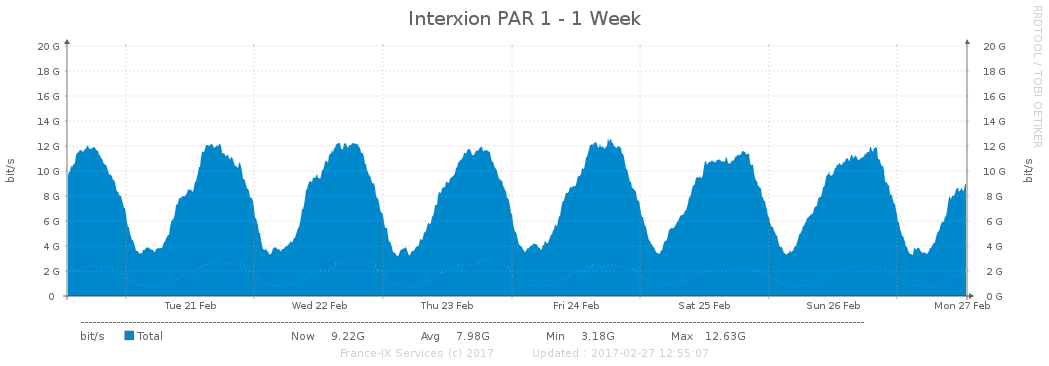 Interxion PAR 1 - 1 Week
RRDTOOL / TOBI OETIKER
bit/s
bit/s
20 G 20 G
18 G 18 G
16 G 16 G
14 G 14 G
12 G 12 G
10 G 10 G
8 G 8 G
6 G 6 G
4 G 4 G
2 G 2 G
0 0 G
Tue 21 Feb Wed 22 Feb Thu 23 Feb Fri 24 Feb Sat 25 Feb Sun 26 Feb Mon 27 Feb
bit/s Total Now 9.22G Avg 7.98G Min 3.18G Max 12.63G
France-IX Services (c) 2017 Updated : 2017-02-27 12:55:07